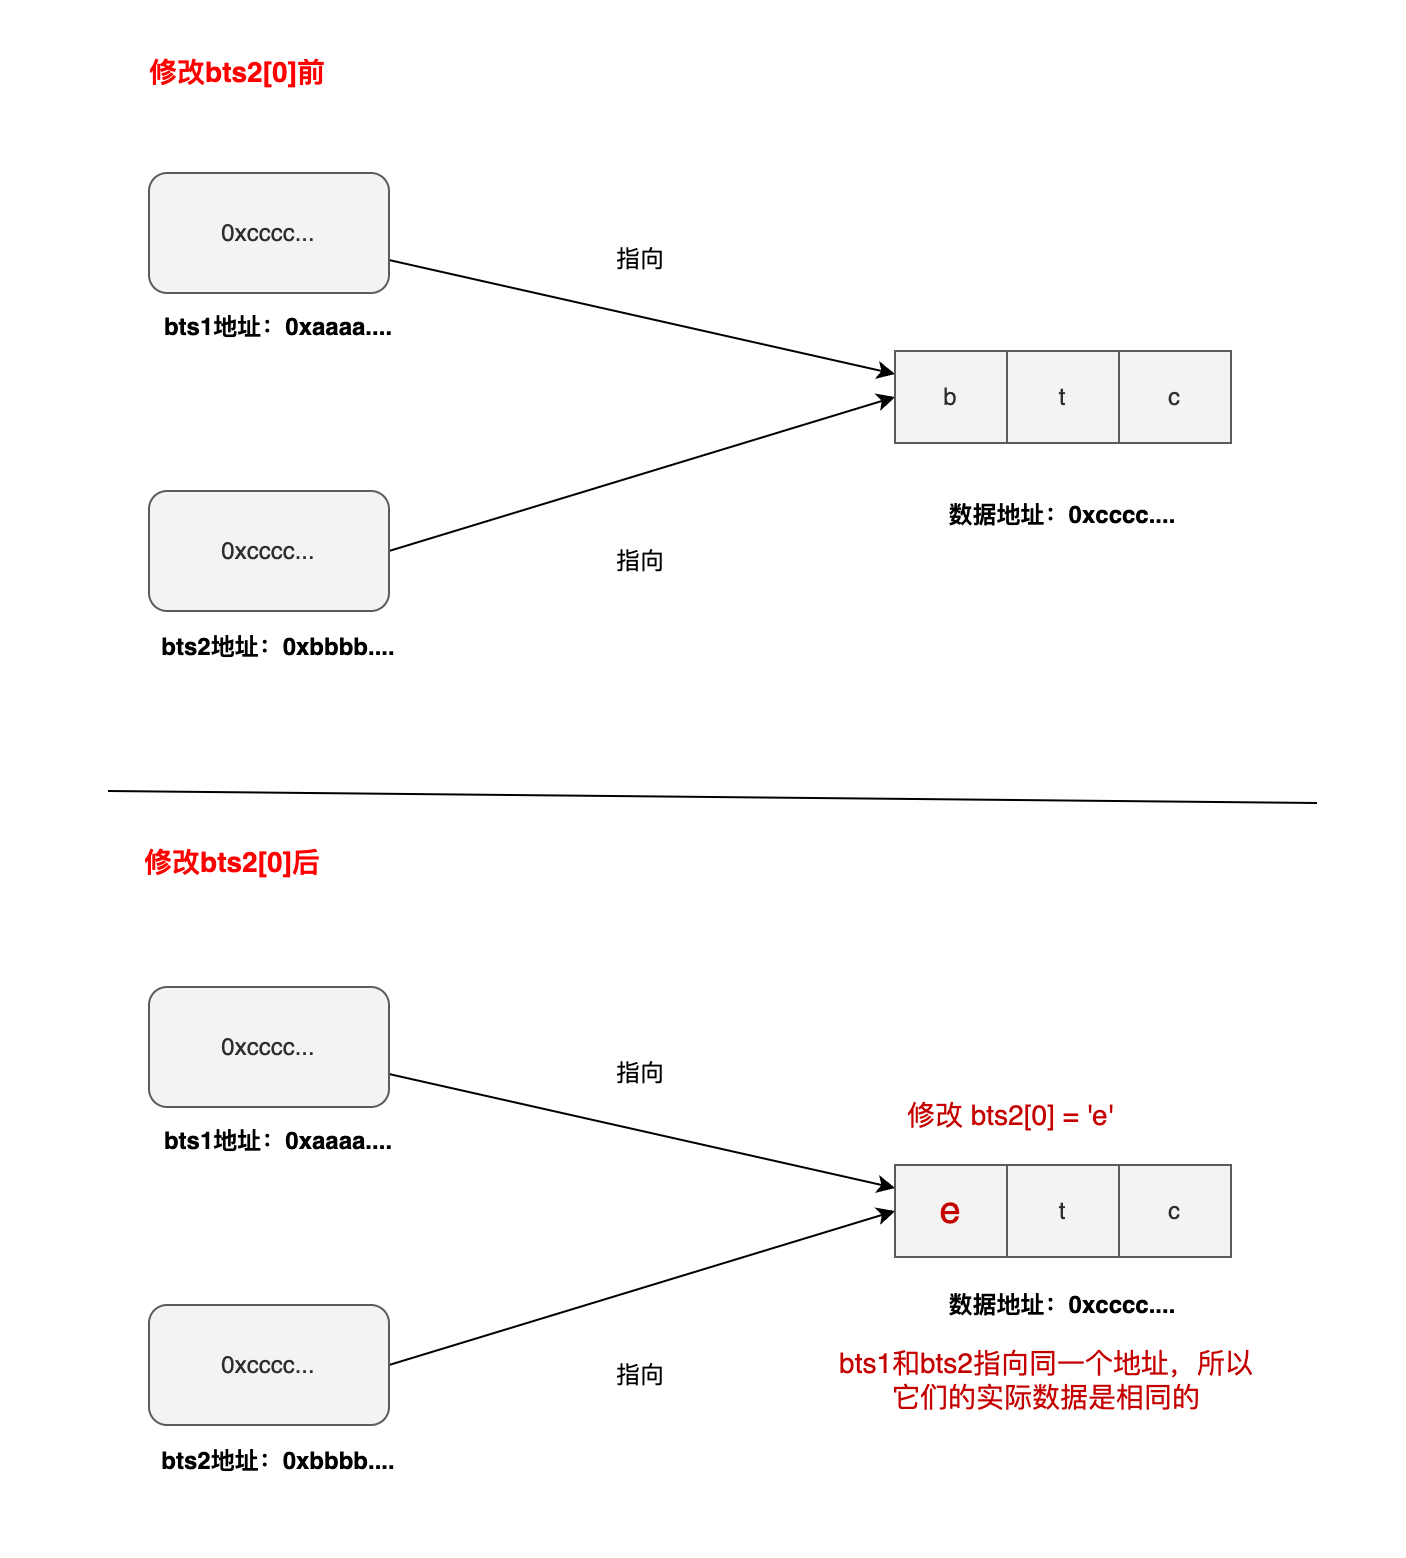 修改bts2[0]前
0xcccc...
指向
bts1地址：0xaaaa....
b
t
c
数据地址：0xcccc....
0xcccc...
指向
bts2地址：0xbbbb....
修改bts2[0]后
0xcccc...
指向
bts1地址：0xaaaa....
修改 bts2[0] = 'e'
e
t
c
数据地址：0xcccc....
bts1和bts2指向同一个地址，所以
它们的实际数据是相同的
0xcccc...
指向
bts2地址：0xbbbb....